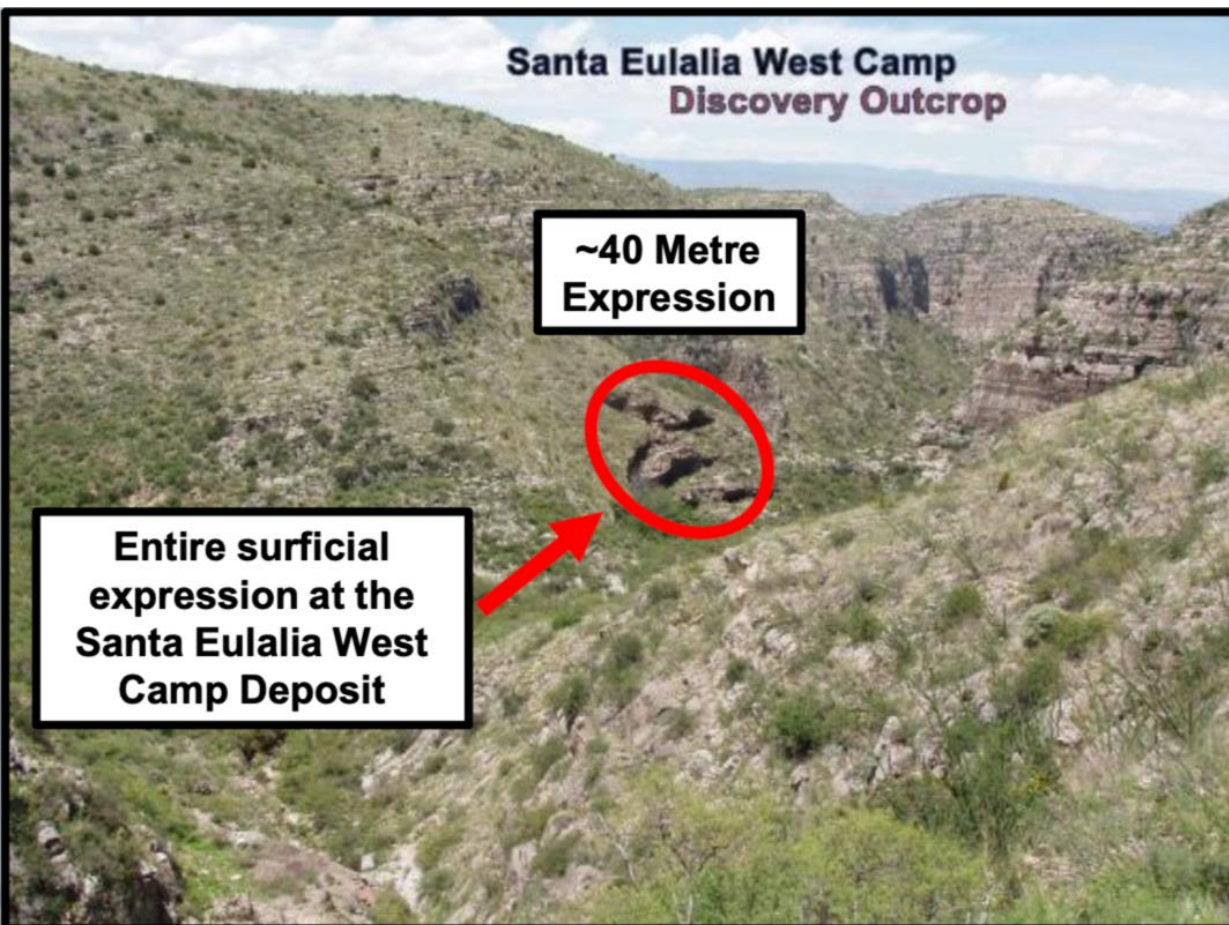 Santa Eulalia West Camp
Discovery Outcrop
~40 Metre
Expression
Entire surficial
expression at the
Santa Eulalia West
Camp Deposit